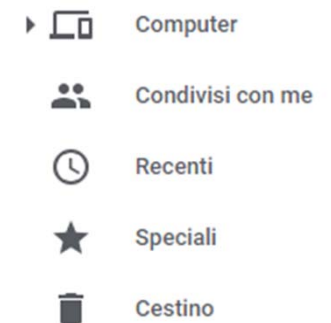 Computer
Condivisi con me
Recenti
Speciali
Cestino